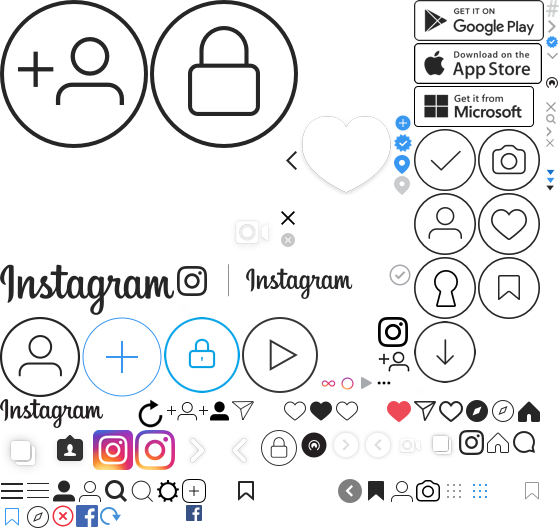 GET IT ON
Google Play
Download on the
App Store
Get it from
Microsoft
Instagram
Instagram
Instagram